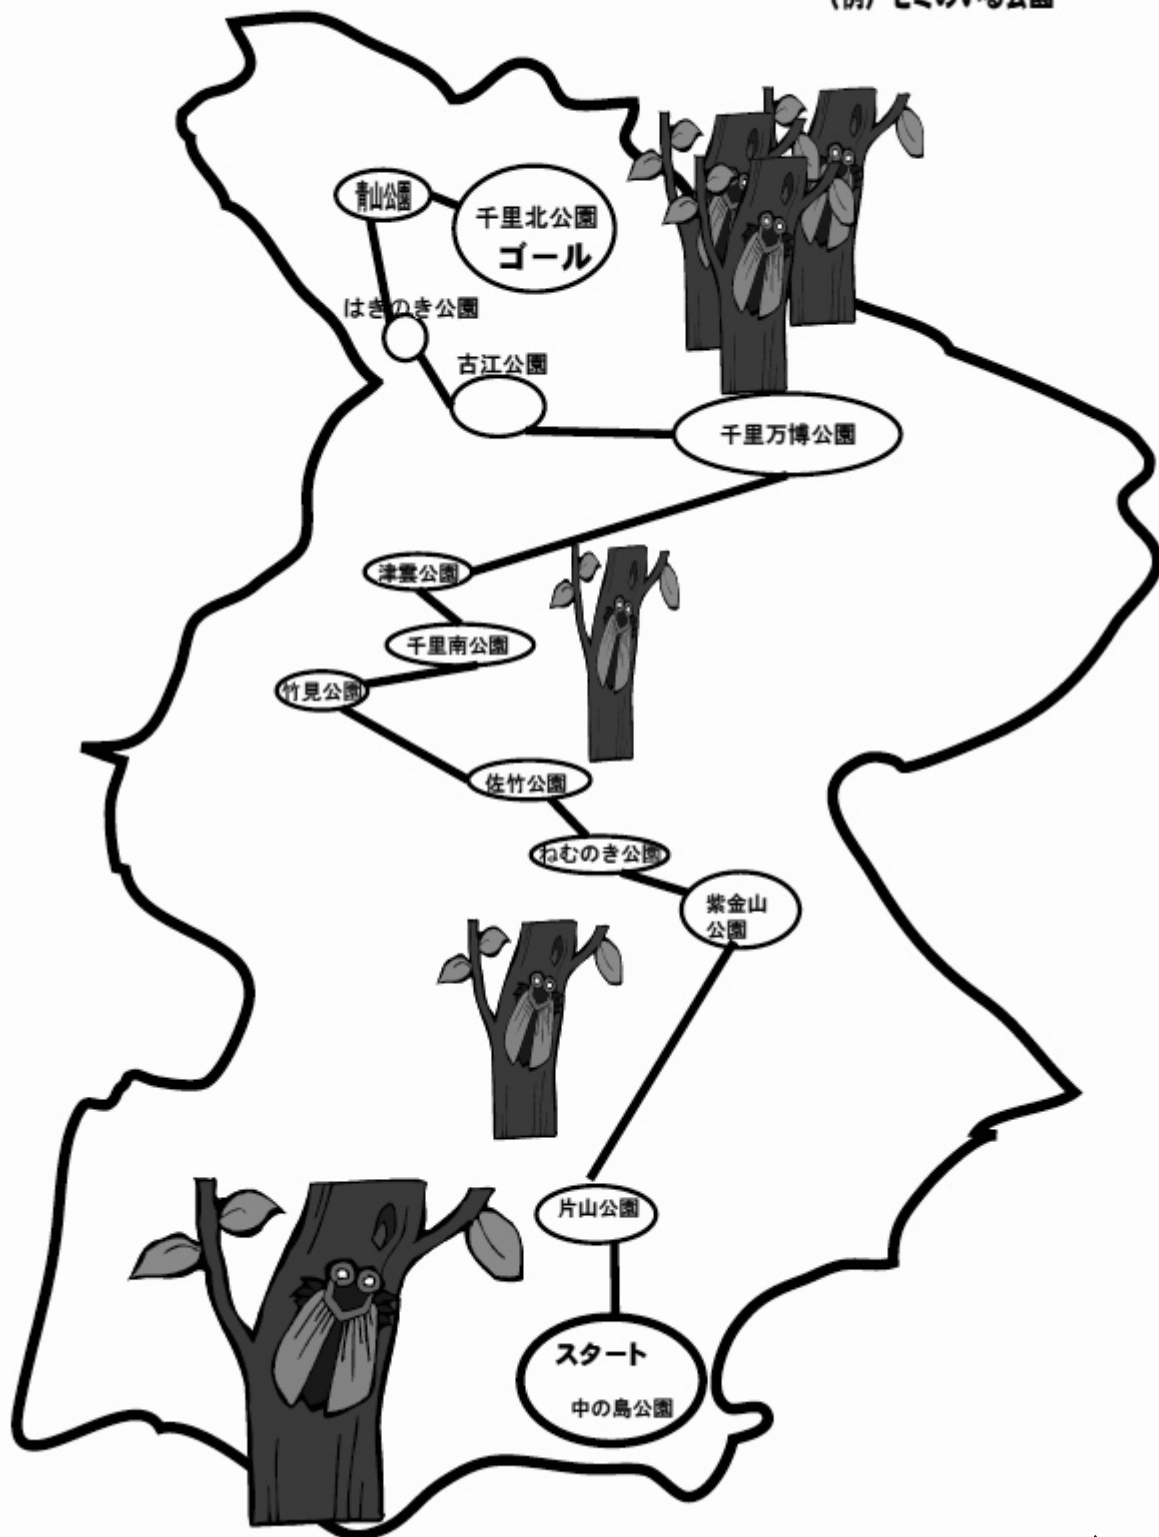 (例) セミのいる公園
青山公園
千里北公園
ゴール
はぎのき公園
古江公園
千里万博公園
津雲公園
千里南公園
竹見公園
佐竹公園
ねむのき公園
紫金山
公園
片山公園
スタート
中の島公園